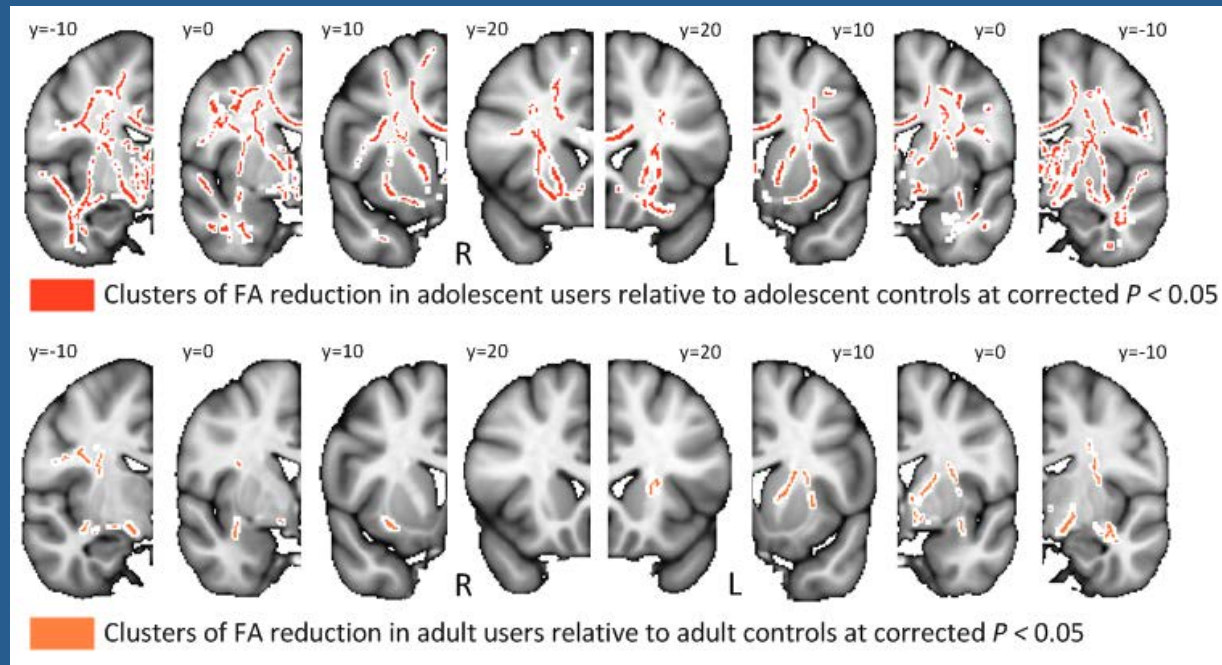 y=-10 y=0 y=10 y=20 y=20 y=10 y=0 y=-10
R L
Clusters of FA reduction in adolescent users relative to adolescent controls at corrected P < 0.05
y=-10 y=0 y=10 y=20 y=20 y=10 y=0 y=-10
R L
Clusters of FA reduction in adult users relative to adult controls at corrected P < 0.05